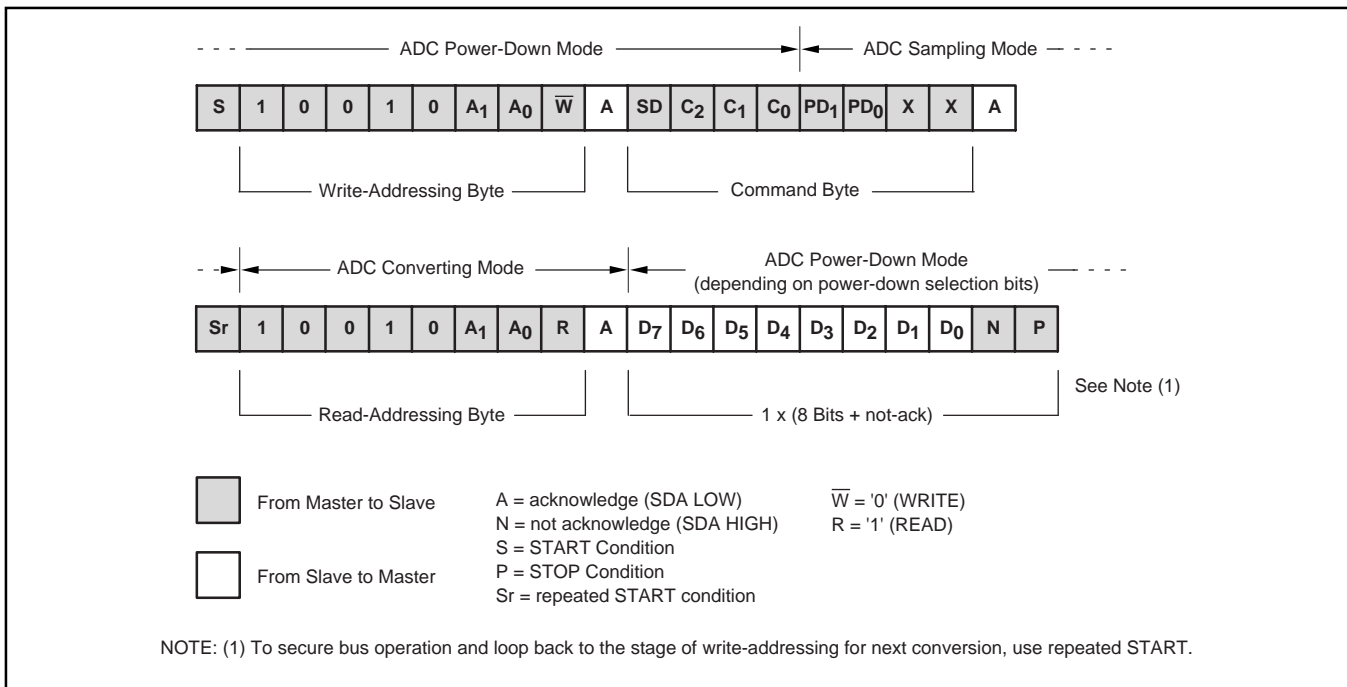 ADC Power-Down Mode ADC Sampling Mode
S 1 0 0 1 0 A1 A0 W̅ A SD C2 C1 C0 PD1 PD0 X X A
Write-Addressing Byte Command Byte
ADC Converting Mode ADC Power-Down Mode
(depending on power-down selection bits)
Sr 1 0 0 1 0 A1 A0 R A D7 D6 D5 D4 D3 D2 D1 D0 N P
See Note (1)
Read-Addressing Byte 1 x (8 Bits + not-ack)
From Master to Slave
From Slave to Master
A = acknowledge (SDA LOW)
N = not acknowledge (SDA HIGH)
S = START Condition
P = STOP Condition
Sr = repeated START condition
W̅ = '0' (WRITE)
R = '1' (READ)
NOTE: (1) To secure bus operation and loop back to the stage of write-addressing for next conversion, use repeated START.